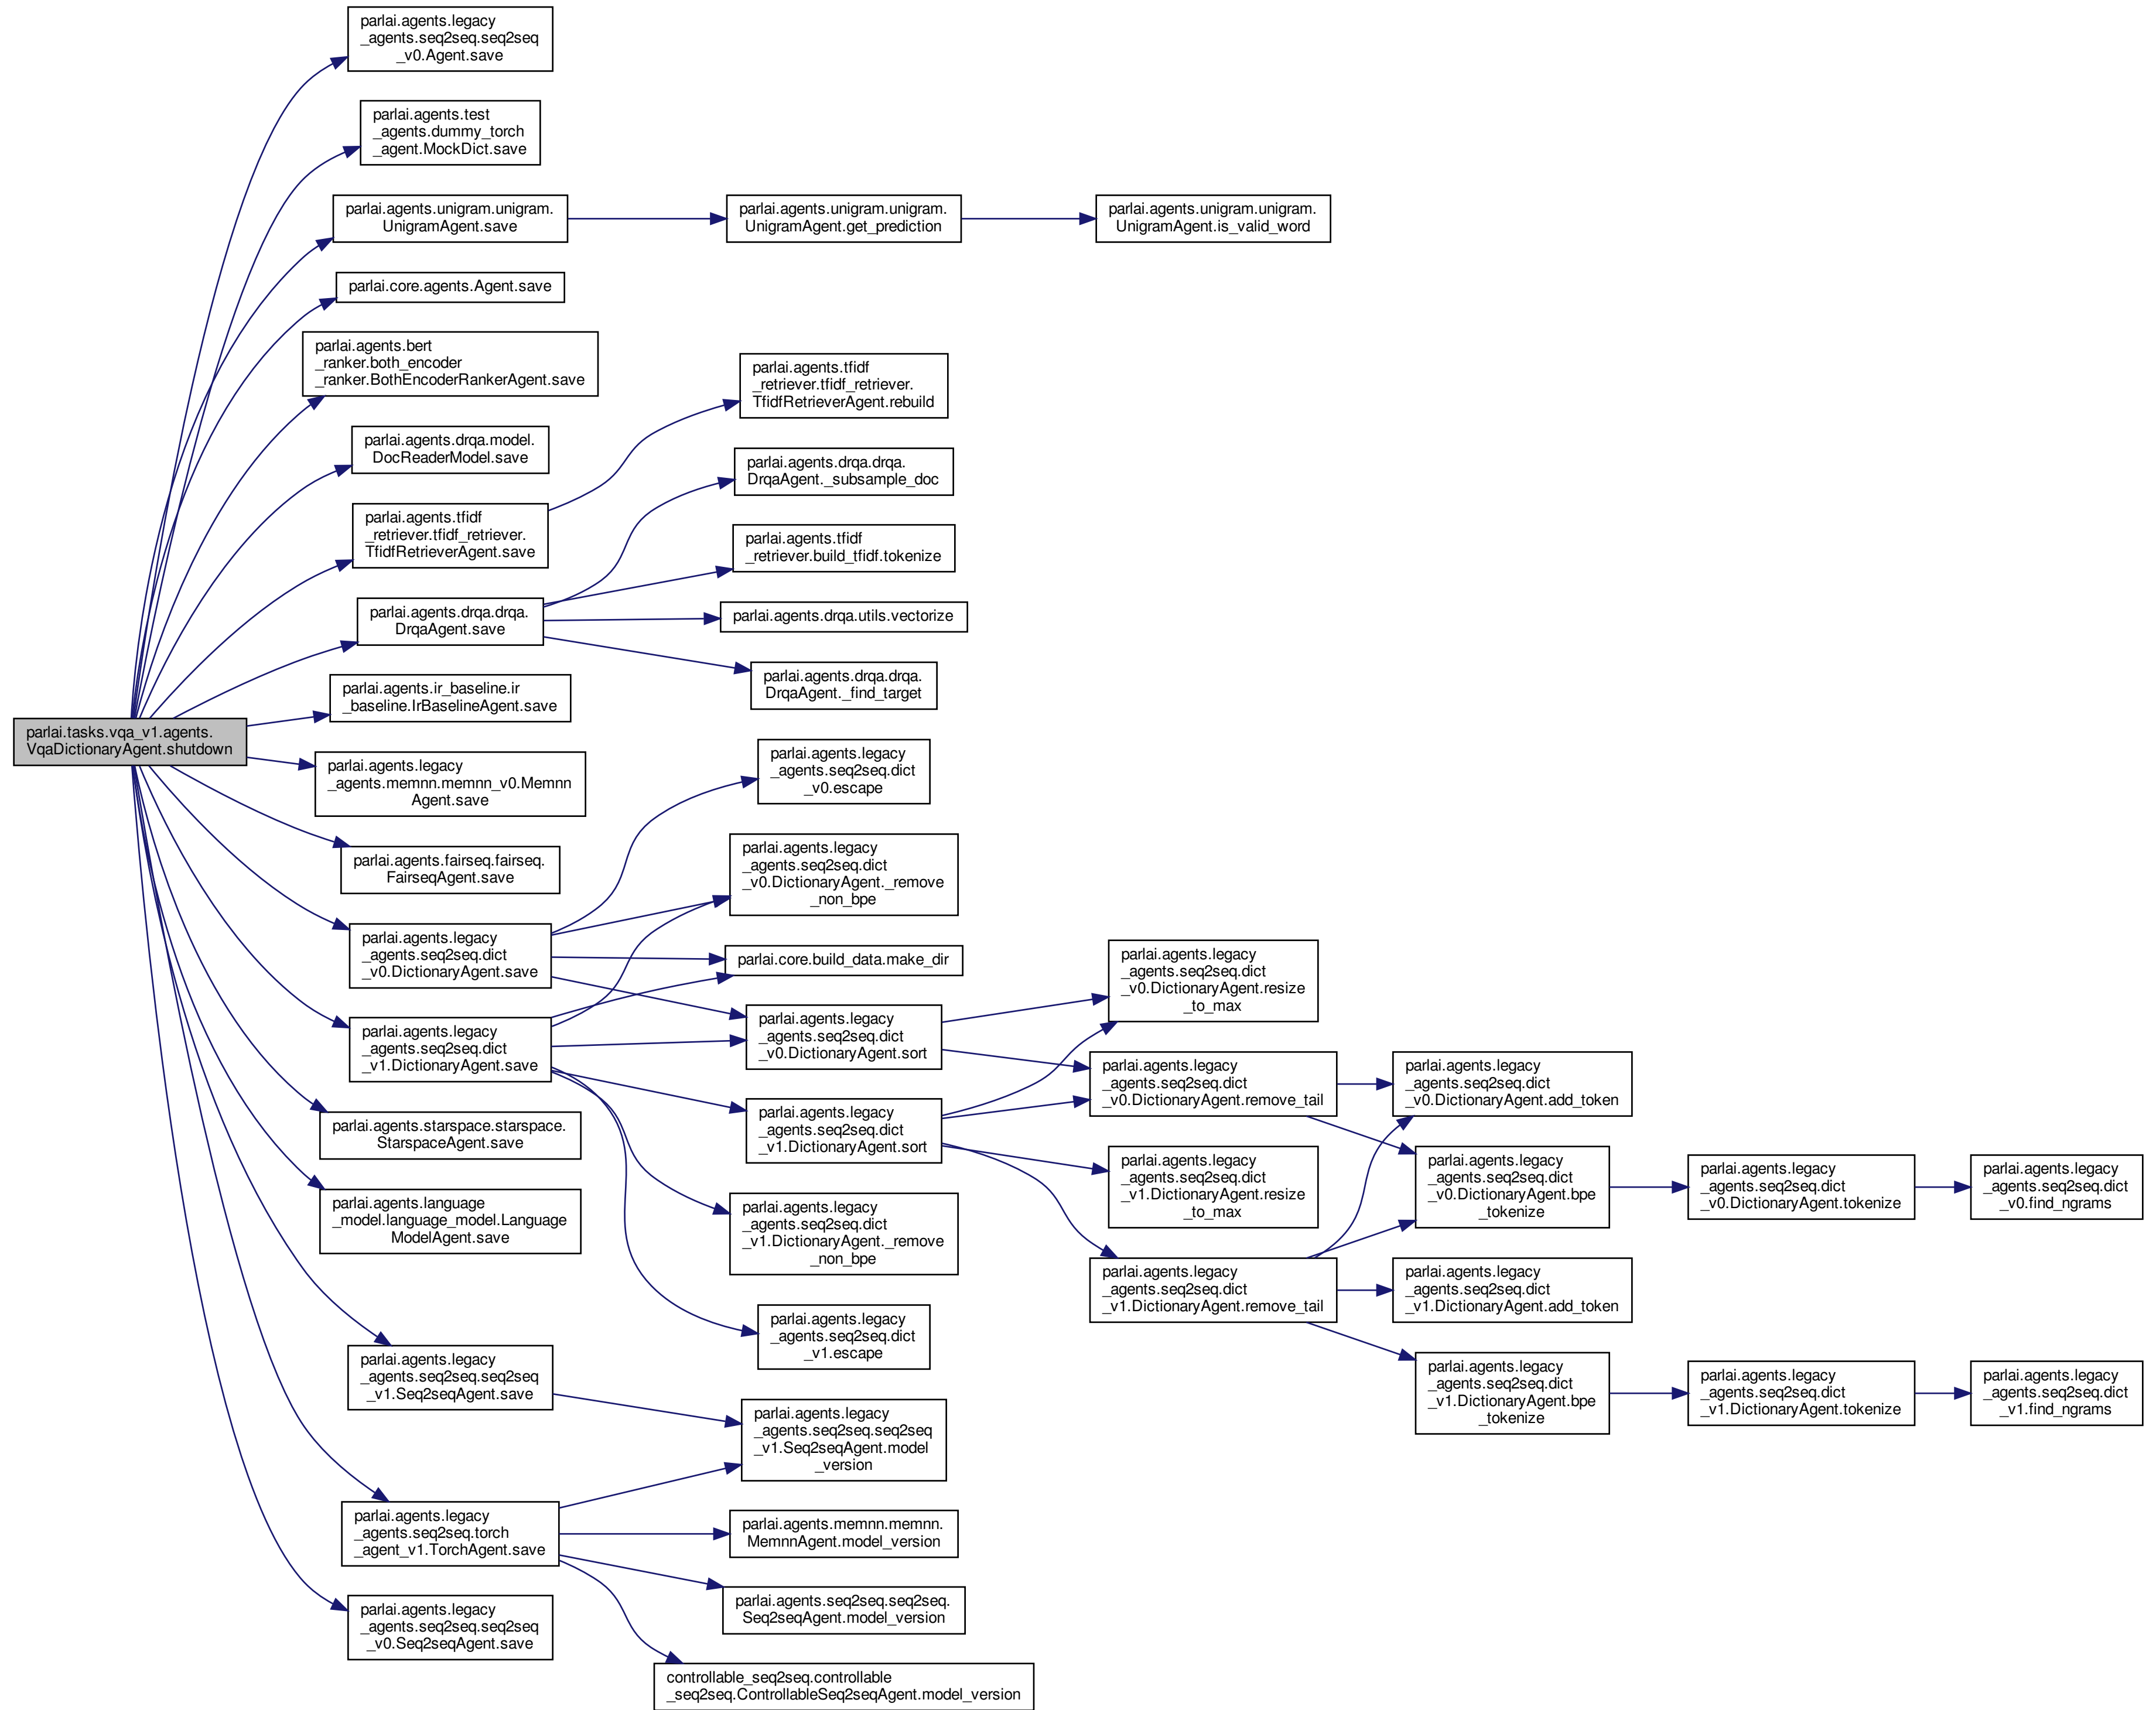 parlai.agents.legacy
_agents.seq2seq.seq2seq
_v0.Agent.save
parlai.agents.test
_agents.dummy_torch
_agent.MockDict.save
parlai.agents.unigram.unigram.
UnigramAgent.save
parlai.agents.unigram.unigram.
UnigramAgent.get_prediction
parlai.agents.unigram.unigram.
UnigramAgent.is_valid_word
parlai.core.agents.Agent.save
parlai.agents.bert
_ranker.both_encoder
_ranker.BothEncoderRankerAgent.save
parlai.agents.tfidf
_retriever.tfidf_retriever.
TfidfRetrieverAgent.rebuild
parlai.agents.drqa.model.
DocReaderModel.save
parlai.agents.drqa.drqa.
DrqaAgent._subsample_doc
parlai.agents.tfidf
_retriever.tfidf_retriever.
TfidfRetrieverAgent.save
parlai.agents.tfidf
_retriever.build_tfidf.tokenize
parlai.agents.drqa.drqa.
DrqaAgent.save
parlai.agents.drqa.utils.vectorize
parlai.agents.drqa.drqa.
DrqaAgent._find_target
parlai.agents.ir_baseline.ir
_baseline.IrBaselineAgent.save
parlai.tasks.vqa_v1.agents.
VqaDictionaryAgent.shutdown
parlai.agents.legacy
_agents.memnn.memnn_v0.Memnn
Agent.save
parlai.agents.legacy
_agents.seq2seq.dict
_v0.escape
parlai.agents.fairseq.fairseq.
FairseqAgent.save
parlai.agents.legacy
_agents.seq2seq.dict
_v0.DictionaryAgent._remove
_non_bpe
parlai.agents.legacy
_agents.seq2seq.dict
_v0.DictionaryAgent.save
parlai.core.build_data.make_dir
parlai.agents.legacy
_agents.seq2seq.dict
_v0.DictionaryAgent.resize
_to_max
parlai.agents.legacy
_agents.seq2seq.dict
_v1.DictionaryAgent.save
parlai.agents.legacy
_agents.seq2seq.dict
_v0.DictionaryAgent.sort
parlai.agents.legacy
_agents.seq2seq.dict
_v0.DictionaryAgent.remove_tail
parlai.agents.legacy
_agents.seq2seq.dict
_v0.DictionaryAgent.add_token
parlai.agents.starspace.starspace.
StarspaceAgent.save
parlai.agents.legacy
_agents.seq2seq.dict
_v1.DictionaryAgent.sort
parlai.agents.legacy
_agents.seq2seq.dict
_v1.DictionaryAgent.resize
_to_max
parlai.agents.legacy
_agents.seq2seq.dict
_v0.DictionaryAgent.bpe
_tokenize
parlai.agents.legacy
_agents.seq2seq.dict
_v0.DictionaryAgent.tokenize
parlai.agents.legacy
_agents.seq2seq.dict
_v0.find_ngrams
parlai.agents.language
_model.language_model.Language
ModelAgent.save
parlai.agents.legacy
_agents.seq2seq.dict
_v1.DictionaryAgent._remove
_non_bpe
parlai.agents.legacy
_agents.seq2seq.dict
_v1.DictionaryAgent.remove_tail
parlai.agents.legacy
_agents.seq2seq.dict
_v1.DictionaryAgent.add_token
parlai.agents.legacy
_agents.seq2seq.dict
_v1.escape
parlai.agents.legacy
_agents.seq2seq.seq2seq
_v1.Seq2seqAgent.save
parlai.agents.legacy
_agents.seq2seq.dict
_v1.DictionaryAgent.bpe
_tokenize
parlai.agents.legacy
_agents.seq2seq.dict
_v1.DictionaryAgent.tokenize
parlai.agents.legacy
_agents.seq2seq.dict
_v1.find_ngrams
parlai.agents.legacy
_agents.seq2seq.seq2seq
_v1.Seq2seqAgent.model
_version
parlai.agents.legacy
_agents.seq2seq.torch
_agent_v1.TorchAgent.save
parlai.agents.memnn.memnn.
MemnnAgent.model_version
parlai.agents.seq2seq.seq2seq.
Seq2seqAgent.model_version
parlai.agents.legacy
_agents.seq2seq.seq2seq
_v0.Seq2seqAgent.save
controllable_seq2seq.controllable
_seq2seq.ControllableSeq2seqAgent.model_version